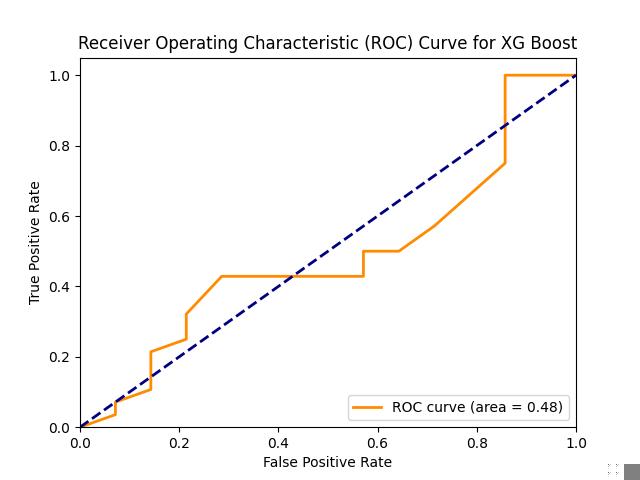 Receiver Operating Characteristic (ROC) Curve for XG Boost
1.0
0.8
0.6
0.4
0.2
0.0
True Positive Rate
ROC curve (area = 0.48)
0.0 0.2 0.4 0.6 0.8 1.0
False Positive Rate